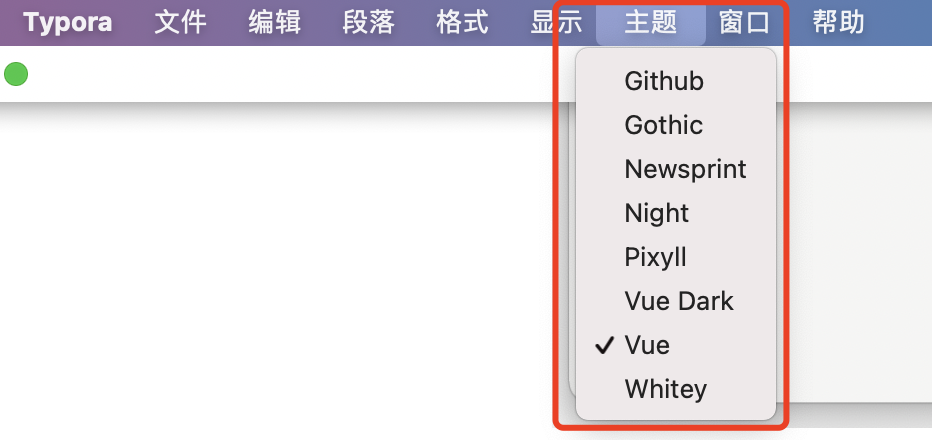 Typora 文件 编辑 段落 格式 显示 主题 窗口 帮助
Github
Gothic
Newsprint
Night
Pixyll
Vue Dark
Vue
Whitey